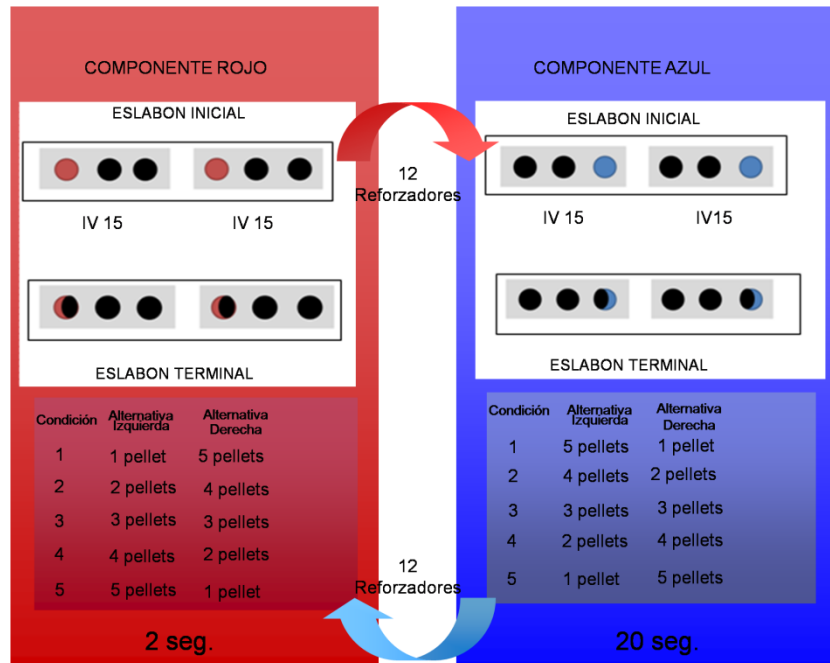 COMPONENTE ROJO
ESLABON INICIAL
IV 15 IV 15
ESLABON TERMINAL
Condición Alternativa Izquierda Alternativa Derecha
1 1 pellet 5 pellets
2 2 pellets 4 pellets
3 3 pellets 3 pellets
4 4 pellets 2 pellets
5 5 pellets 1 pellet
2 seg.
12
Reforzadores
12
Reforzadores
COMPONENTE AZUL
ESLABON INICIAL
IV 15 IV15
ESLABON TERMINAL
Condición Alternativa Izquierda Alternativa Derecha
1 5 pellets 1 pellet
2 4 pellets 2 pellets
3 3 pellets 3 pellets
4 2 pellets 4 pellets
5 1 pellet 5 pellets
20 seg.